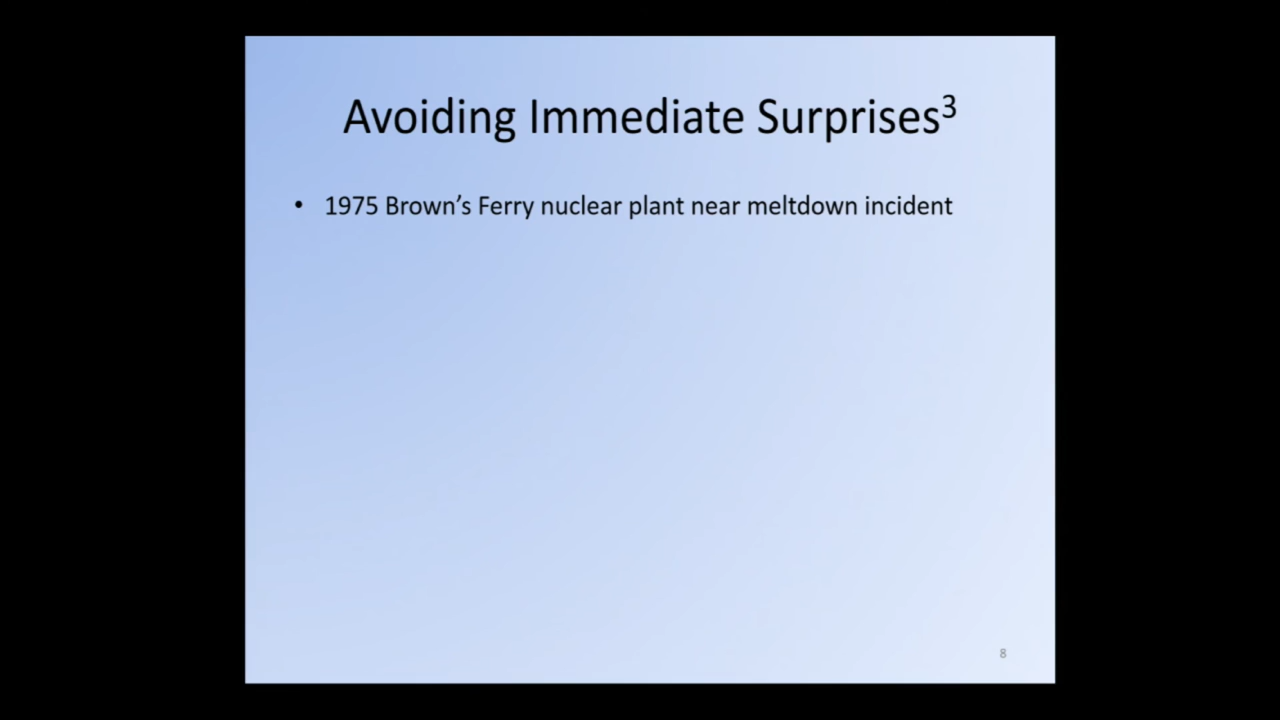 Avoiding Immediate Surprises³
• 1975 Brown’s Ferry nuclear plant near meltdown incident
8